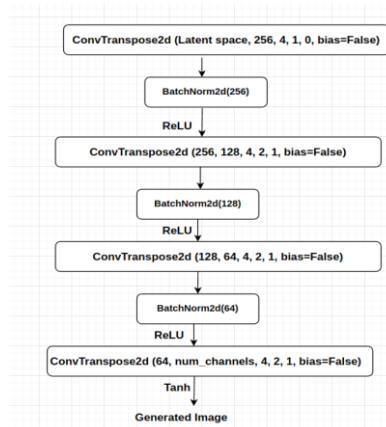 ConvTranspose2d (Latent space, 256, 4, 1, 0, bias=False)
BatchNorm2d(256)
ReLU
ConvTranspose2d (256, 128, 4, 2, 1, bias=False)
BatchNorm2d(128)
ReLU
ConvTranspose2d (128, 64, 4, 2, 1, bias=False)
BatchNorm2d(64)
ReLU
ConvTranspose2d (64, num_channels, 4, 2, 1, bias=False)
Tanh
Generated Image